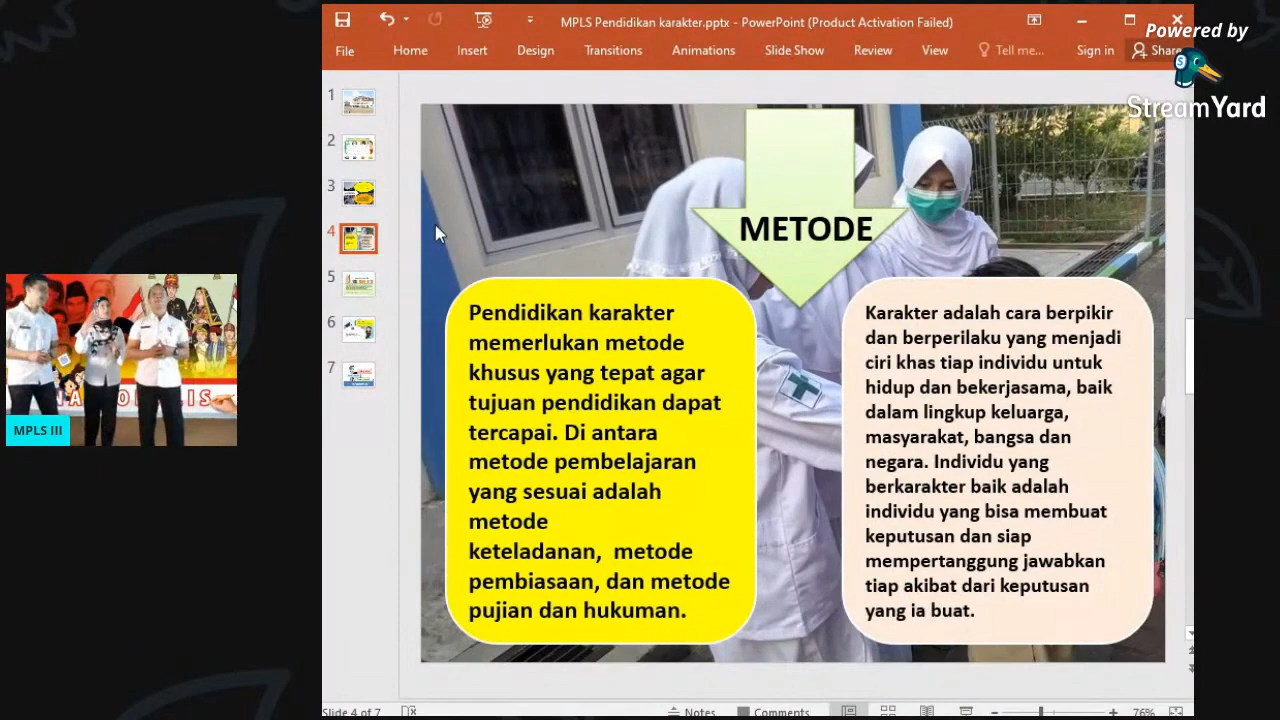 MPLS Pendidikan karakter.pptx - PowerPoint (Product Activation Failed)
Powered by
StreamYard
File Home Insert Design Transitions Animations Slide Show Review View Tell me... Sign in Share
1
2
3
4
5
6
7
METODE
Pendidikan karakter
memerlukan metode
khusus yang tepat agar
tujuan pendidikan dapat
tercapai. Di antara
metode pembelajaran
yang sesuai adalah
metode
keteladanan, metode
pembiasaan, dan metode
pujian dan hukuman.
Karakter adalah cara berpikir
dan berperilaku yang menjadi
ciri khas tiap individu untuk
hidup dan bekerjasama, baik
dalam lingkup keluarga,
masyarakat, bangsa dan
negara. Individu yang
berkarakter baik adalah
individu yang bisa membuat
keputusan dan siap
mempertanggung jawabkan
tiap akibat dari keputusan
yang ia buat.
MPLS III
Slide 4 of 7 Notes Comments 76%